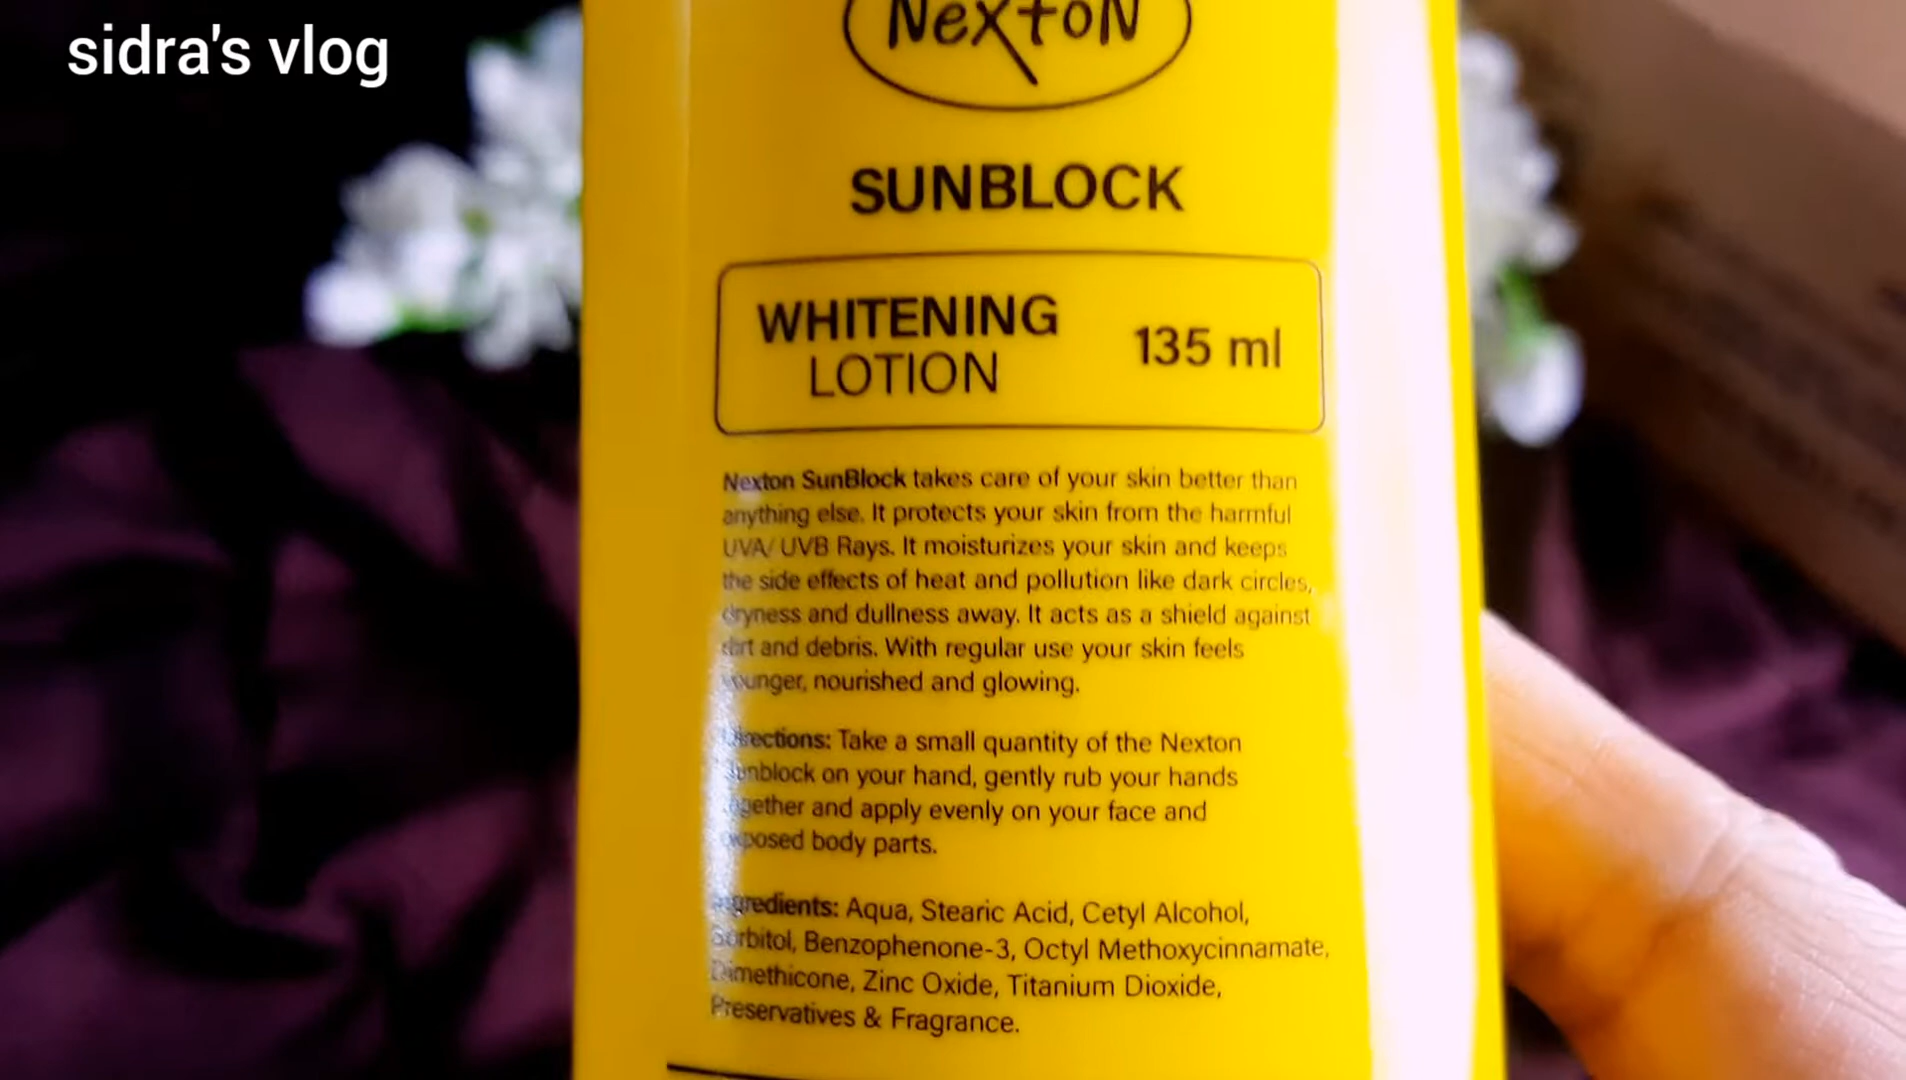 sidra's vlog
Nexton
SUNBLOCK
WHITENING
LOTION
135 ml
Nexton SunBlock takes care of your skin better than
anything else. It protects your skin from the harmful
UVA/ UVB Rays. It moisturizes your skin and keeps
the side effects of heat and pollution like dark circles,
dryness and dullness away. It acts as a shield against
dirt and debris. With regular use your skin feels
younger, nourished and glowing.
Directions: Take a small quantity of the Nexton
Sunblock on your hand, gently rub your hands
together and apply evenly on your face and
exposed body parts.
Ingredients: Aqua, Stearic Acid, Cetyl Alcohol,
Sorbitol, Benzophenone-3, Octyl Methoxycinnamate,
Dimethicone, Zinc Oxide, Titanium Dioxide,
Preservatives & Fragrance.